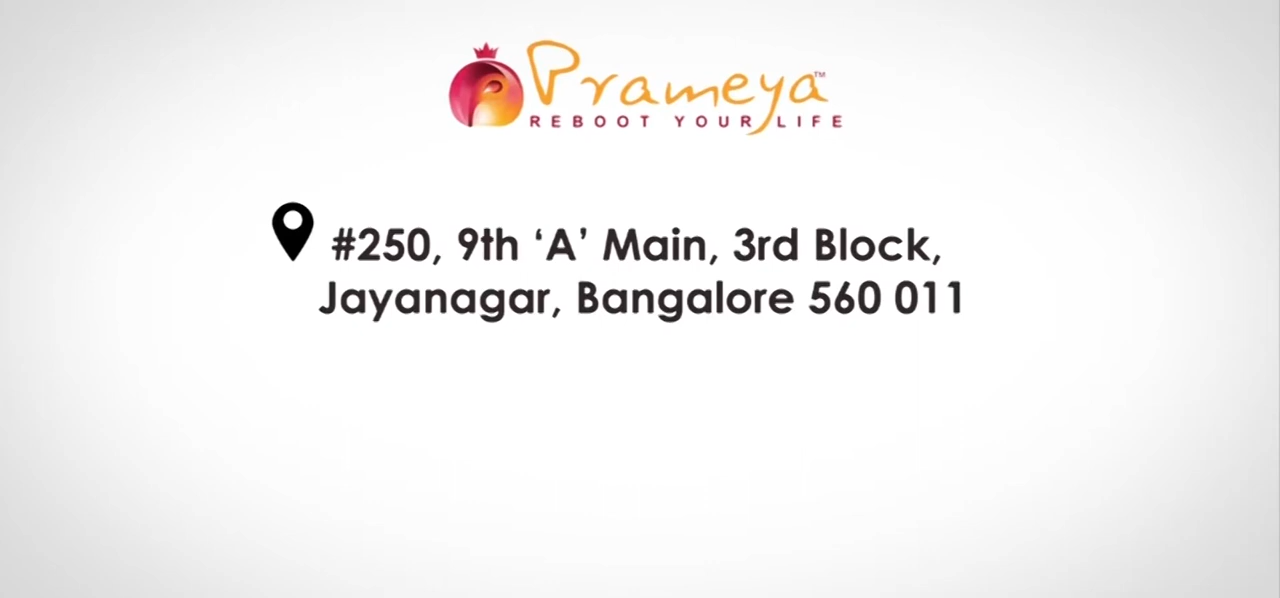 Prameya™
REBOOT YOUR LIFE
#250, 9th ‘A’ Main, 3rd Block,
Jayanagar, Bangalore 560 011